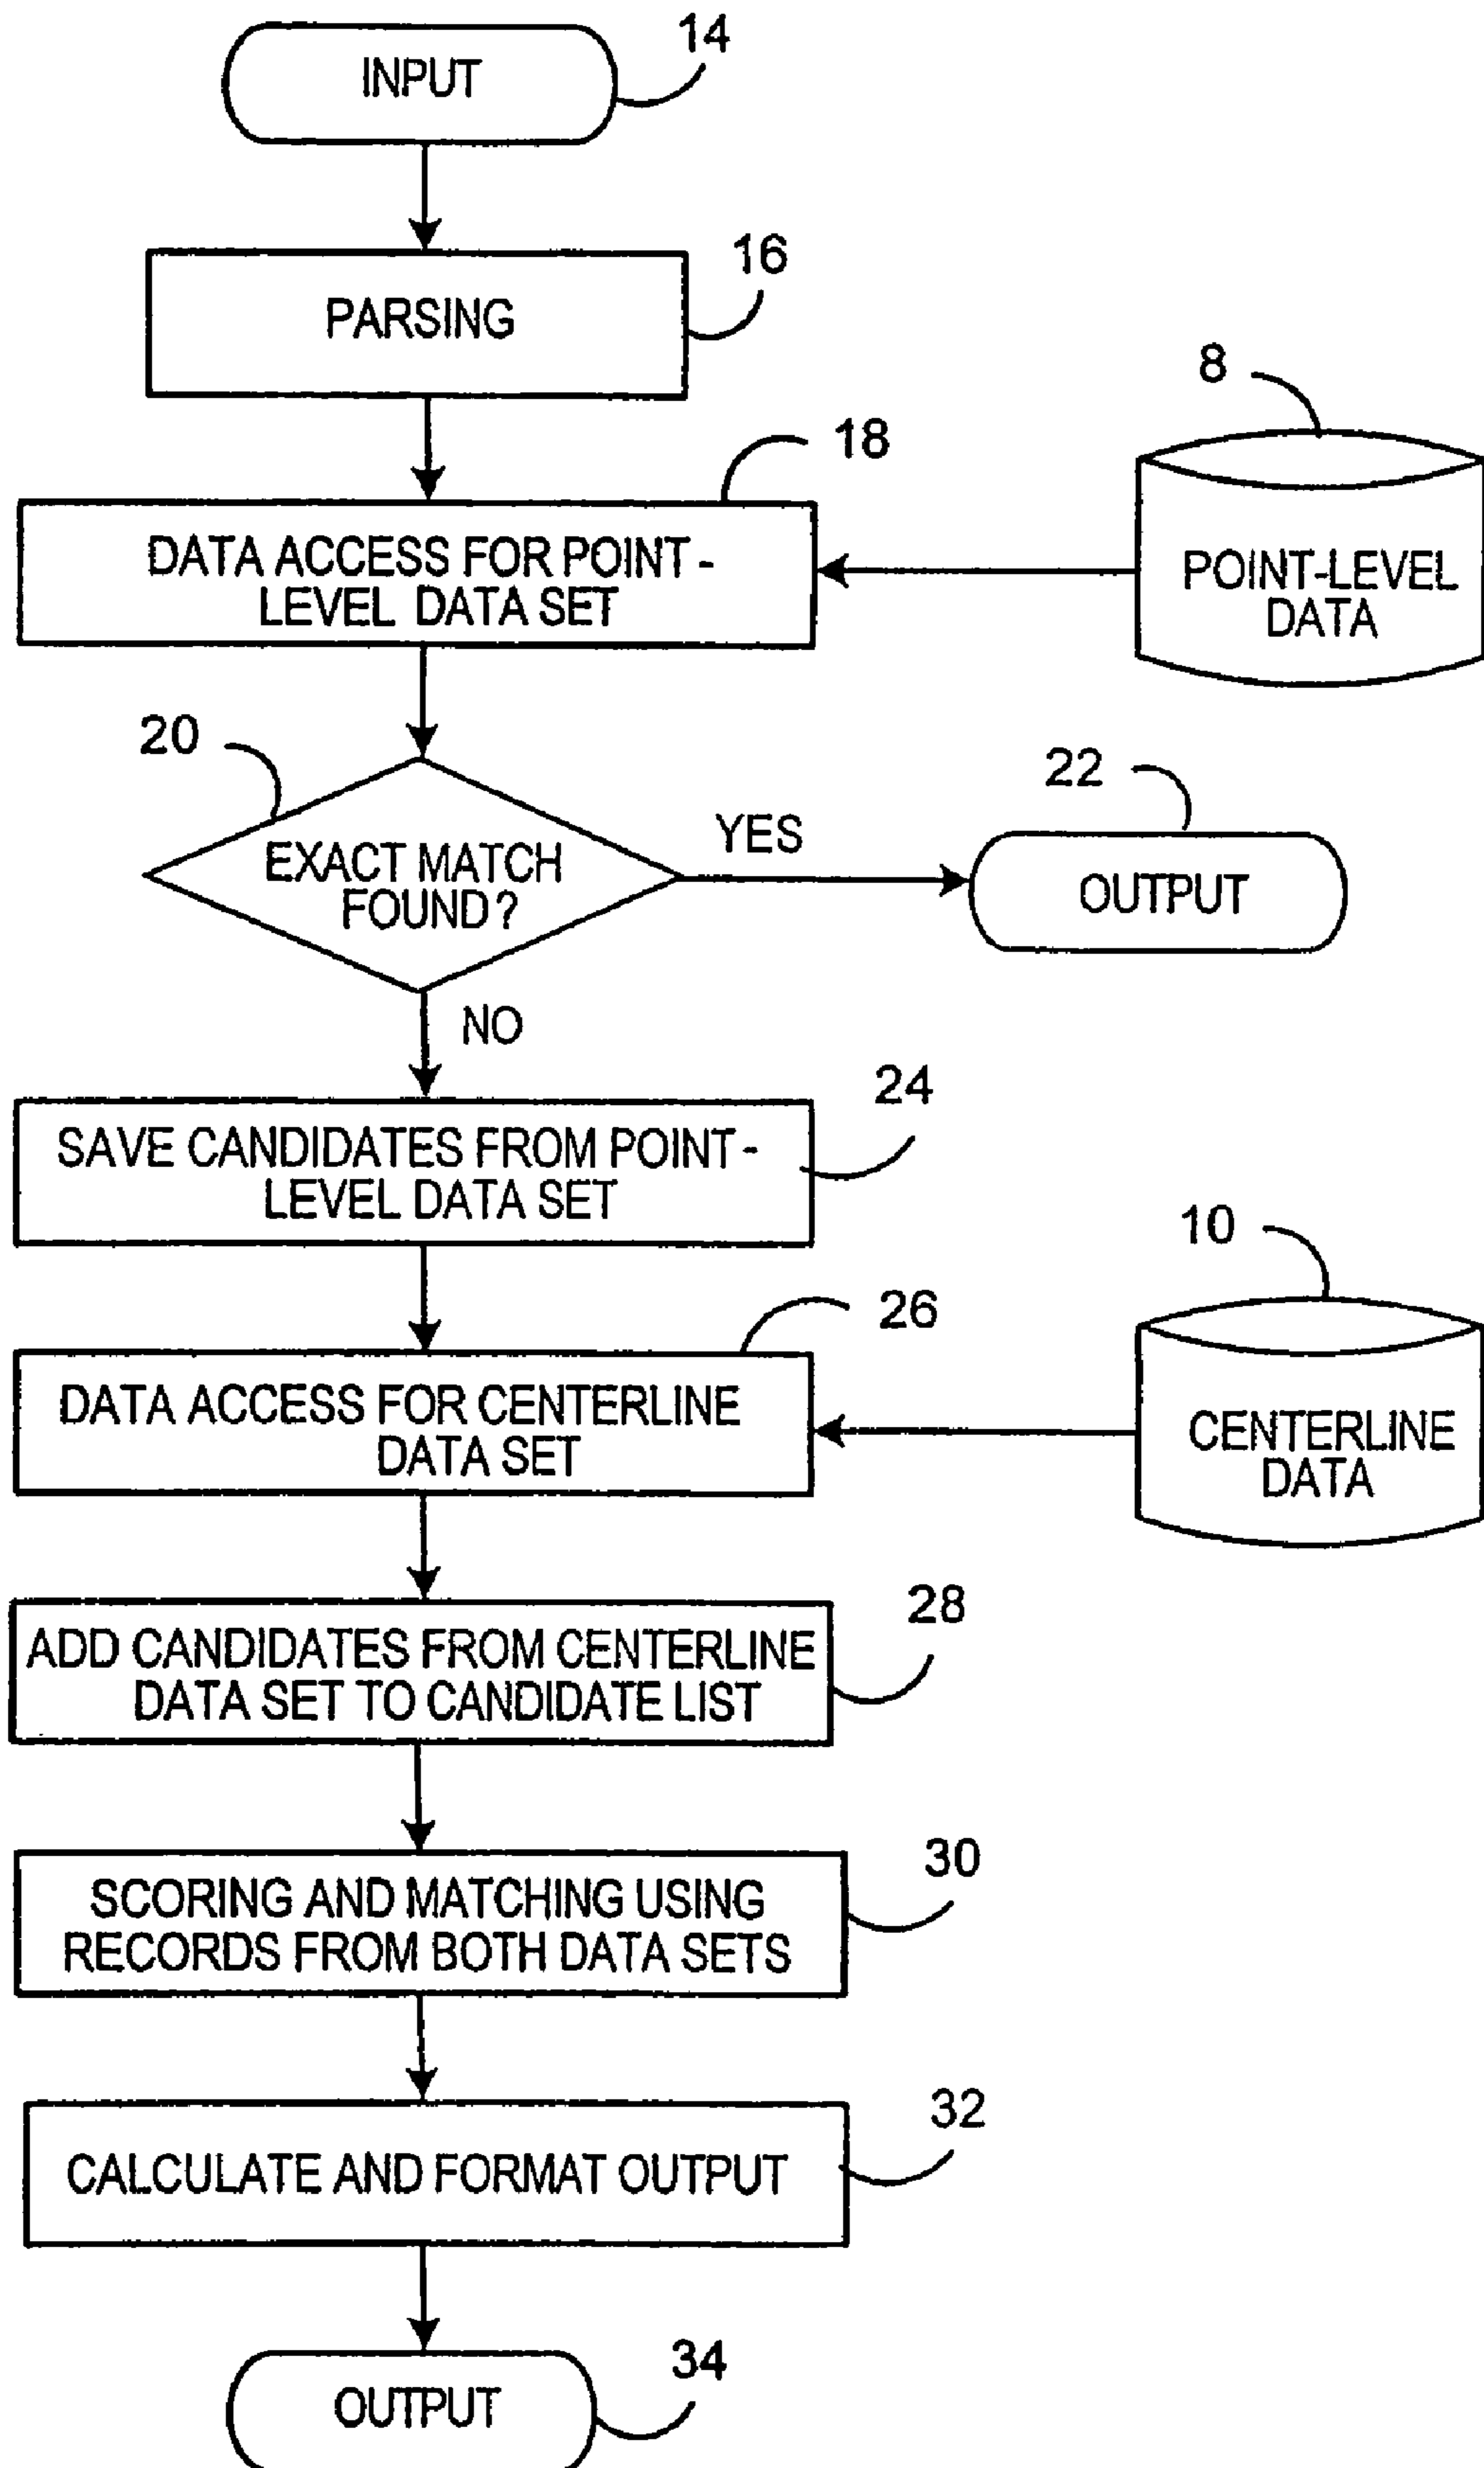 14
INPUT
16
PARSING
8
18
DATA ACCESS FOR POINT -
LEVEL DATA SET
POINT-LEVEL
DATA
20
22
EXACT MATCH
FOUND?
YES
OUTPUT
NO
24
SAVE CANDIDATES FROM POINT -
LEVEL DATA SET
10
26
DATA ACCESS FOR CENTERLINE
DATA SET
CENTERLINE
DATA
28
ADD CANDIDATES FROM CENTERLINE
DATA SET TO CANDIDATE LIST
30
SCORING AND MATCHING USING
RECORDS FROM BOTH DATA SETS
32
CALCULATE AND FORMAT OUTPUT
34
OUTPUT